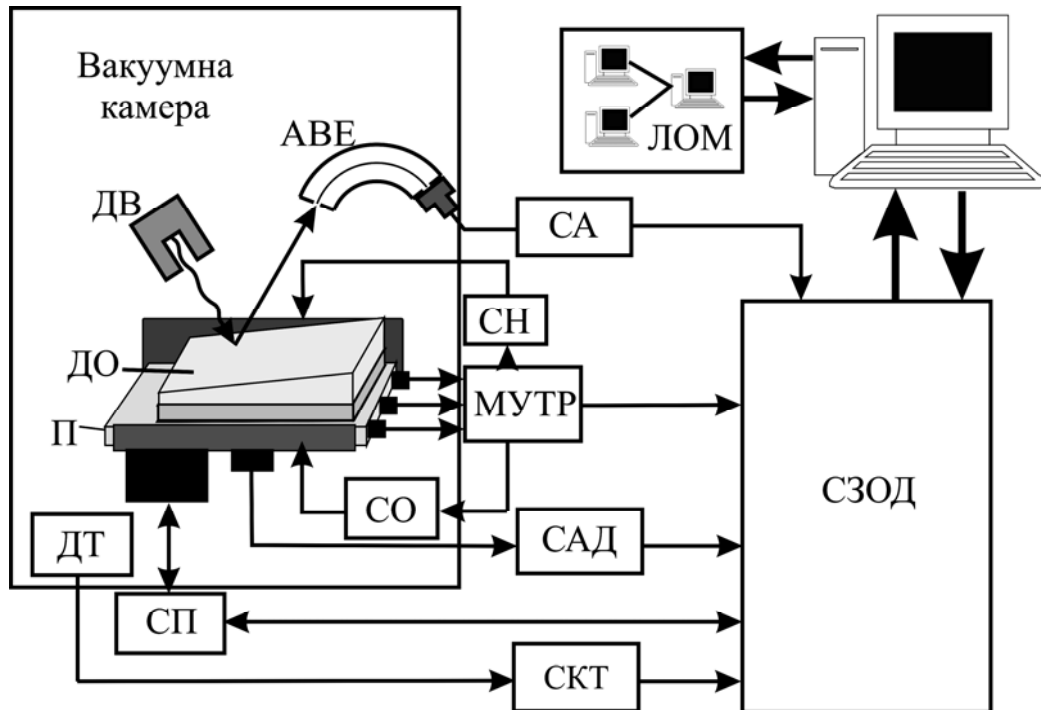 Вакуумна
камера
АВЕ
ЛОМ
ДВ
СА
СН
ДО
МУТР
П
СЗОД
СО
САД
ДТ
СП
СКТ